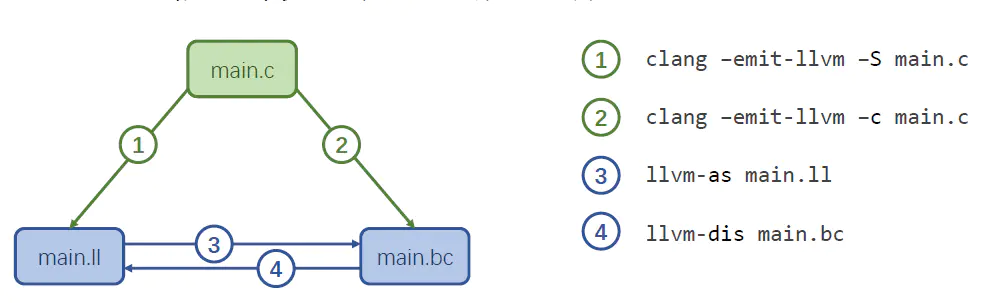 main.c
1
2
main.ll
3
4
main.bc
1 clang –emit-llvm –S main.c
2 clang –emit-llvm –c main.c
3 llvm-as main.ll
4 llvm-dis main.bc